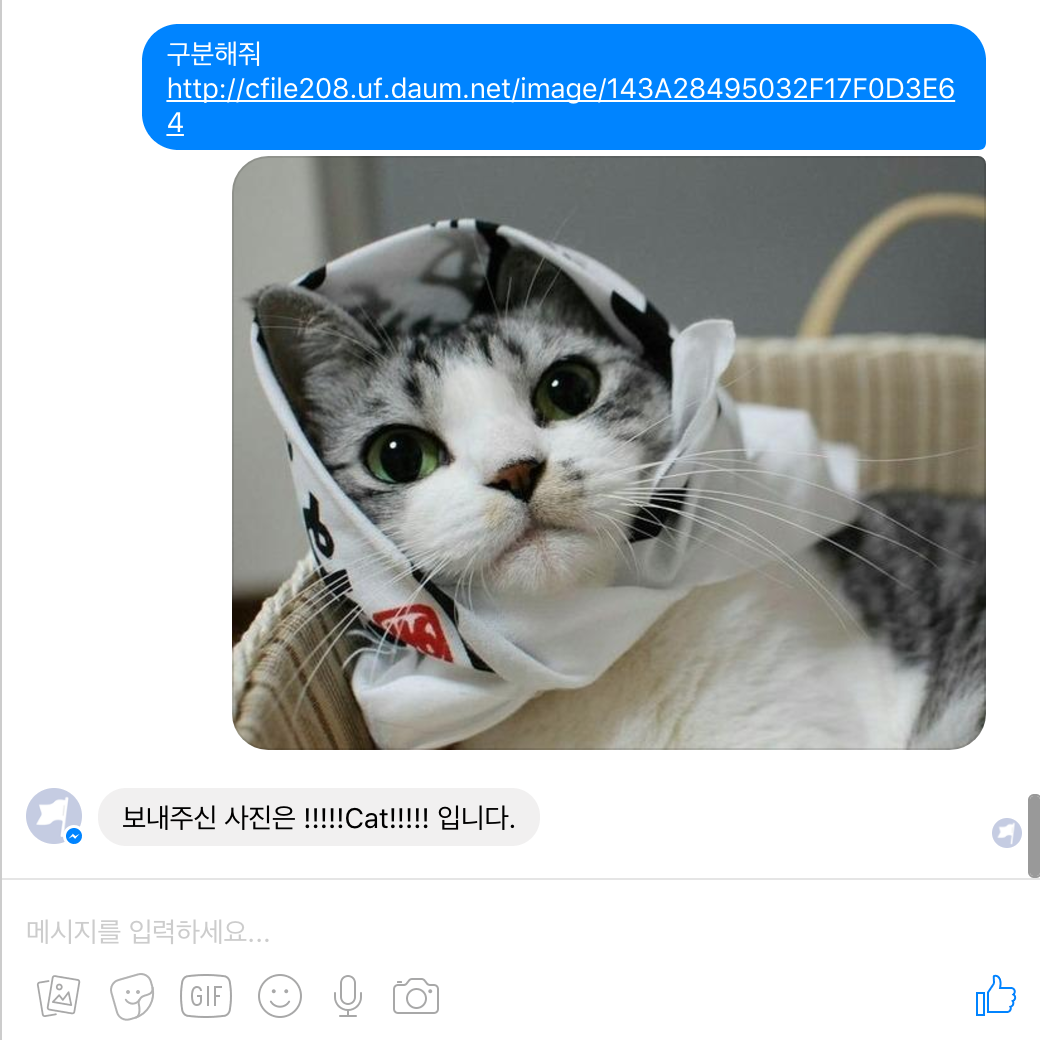 구분해줘
http://cfile208.uf.daum.net/image/143A28495032F17F0D3E6
4
보내주신 사진은 !!!!!Cat!!!!! 입니다.
메시지를 입력하세요...
GIF